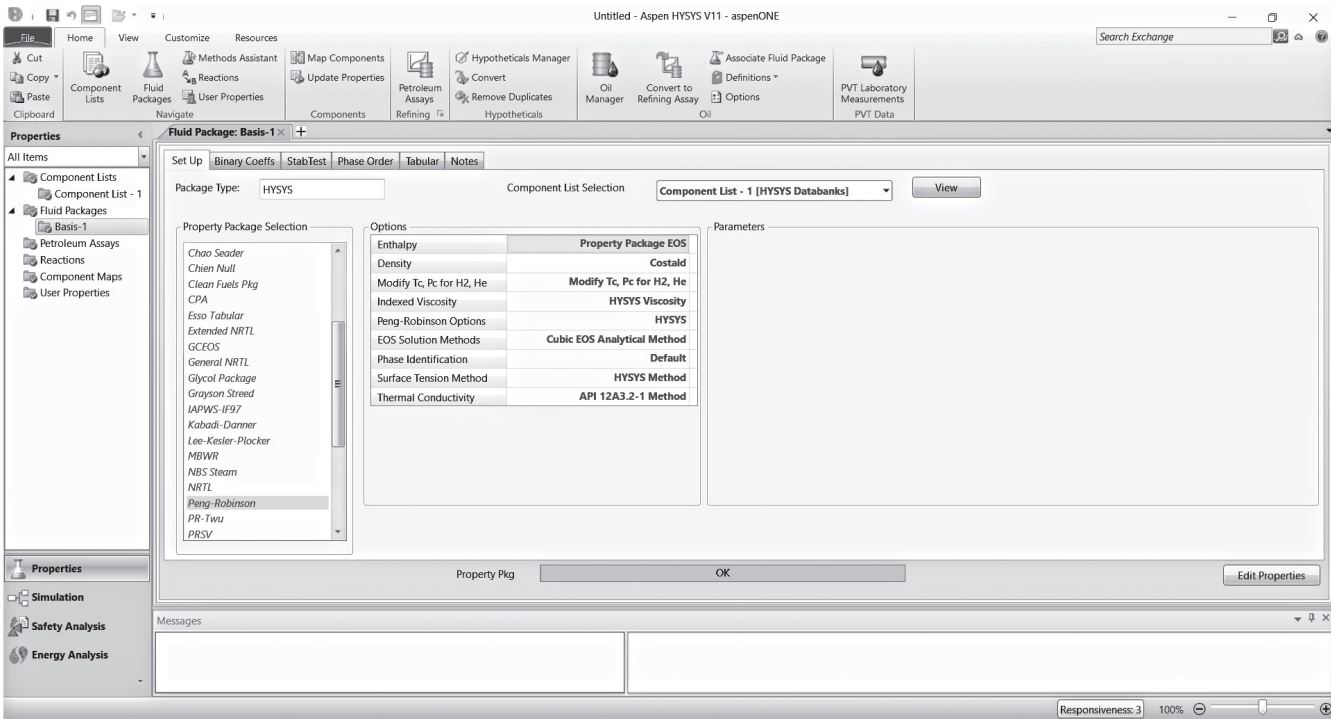 Untitled - Aspen HYSYS V11 - aspenONE
File Home View Customize Resources
Search Exchange
Cut
Copy
Paste
Clipboard
Component Lists
Fluid Packages
Methods Assistant
Reactions
User Properties
Navigate
Map Components
Update Properties
Components
Petroleum Assays
Refining
Hypotheticals Manager
Convert
Remove Duplicates
Hypotheticals
Oil Manager
Convert to Refining Assay
Associate Fluid Package
Definitions
Options
Oil
PVT Laboratory Measurements
PVT Data
Properties
All Items
Component Lists
Component List - 1
Fluid Packages
Basis-1
Petroleum Assays
Reactions
Component Maps
User Properties
Properties
Simulation
Safety Analysis
Energy Analysis
Fluid Package: Basis-1
Set Up Binary Coeffs StabTest Phase Order Tabular Notes
Package Type: HYSYS Component List Selection Component List - 1 [HYSYS Databanks] View
Property Package Selection
Chao Seader
Chien Null
Clean Fuels Pkg
CPA
Esso Tabular
Extended NRTL
GCEOS
General NRTL
Glycol Package
Grayson Streed
IAPWS-IF97
Kabadi-Danner
Lee-Kesler-Plocker
MBWR
NBS Steam
NRTL
Peng-Robinson
PR-Twu
PRSV
Options
Enthalpy Property Package EOS
Density Costald
Modify Tc, Pc for H2, He Modify Tc, Pc for H2, He
Indexed Viscosity HYSYS Viscosity
Peng-Robinson Options HYSYS
EOS Solution Methods Cubic EOS Analytical Method
Phase Identification Default
Surface Tension Method HYSYS Method
Thermal Conductivity API 12A3.2-1 Method
Parameters
Property Pkg OK Edit Properties
Messages
Responsiveness: 3 100%